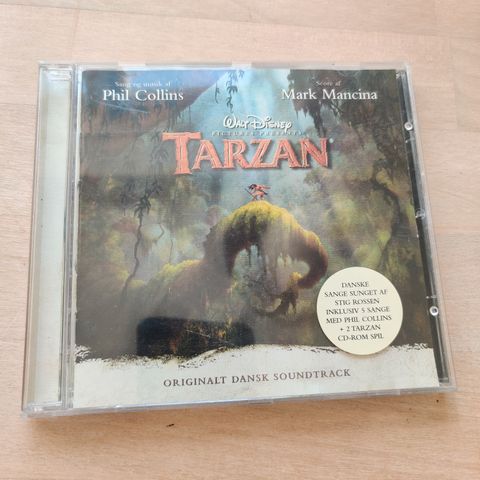 Sang og musik af
Phil Collins
Score af
Mark Mancina
WALT DISNEY
PICTURES PRESENTS
TARZAN
DANSKE
SANGE SUNGET AF
STIG ROSSEN
INKLUSIV 5 SANGE
MED PHIL COLLINS
+ 2 TARZAN
CD-ROM SPIL
ORIGINALT DANSK SOUNDTRACK